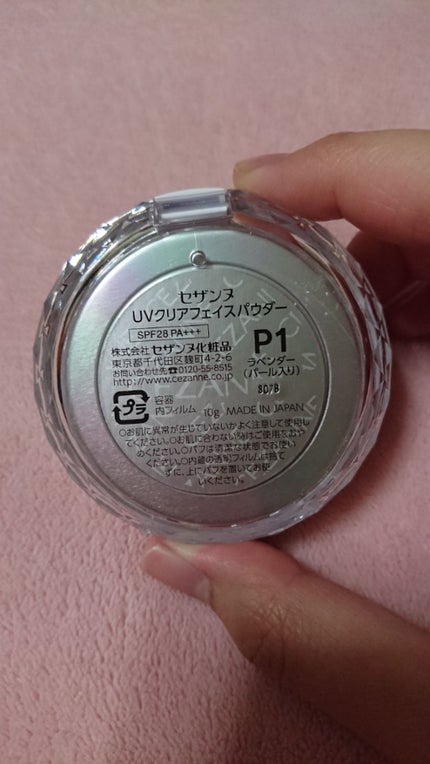 セザンヌ
UVクリアフェイスパウダー
SPF28 PA+++
株式会社セザンヌ化粧品
東京都千代田区麹町4-2-6
お問い合わせ先☎0120-55-8515
http://www.cezanne.co.jp
P1
ラベンダー
(パール入り)
8D7B
プラ
容器
内フィルム 10g MADE IN JAPAN
○お肌に異常が生じていないかよく注意して使用し
てください。○お肌に合わない時はご使用をおや
めください。○パフは清潔な状態でお使い
ください。○内蔵の透明フィルムは捨て
ずに、上にパフを置いてお使
いください。